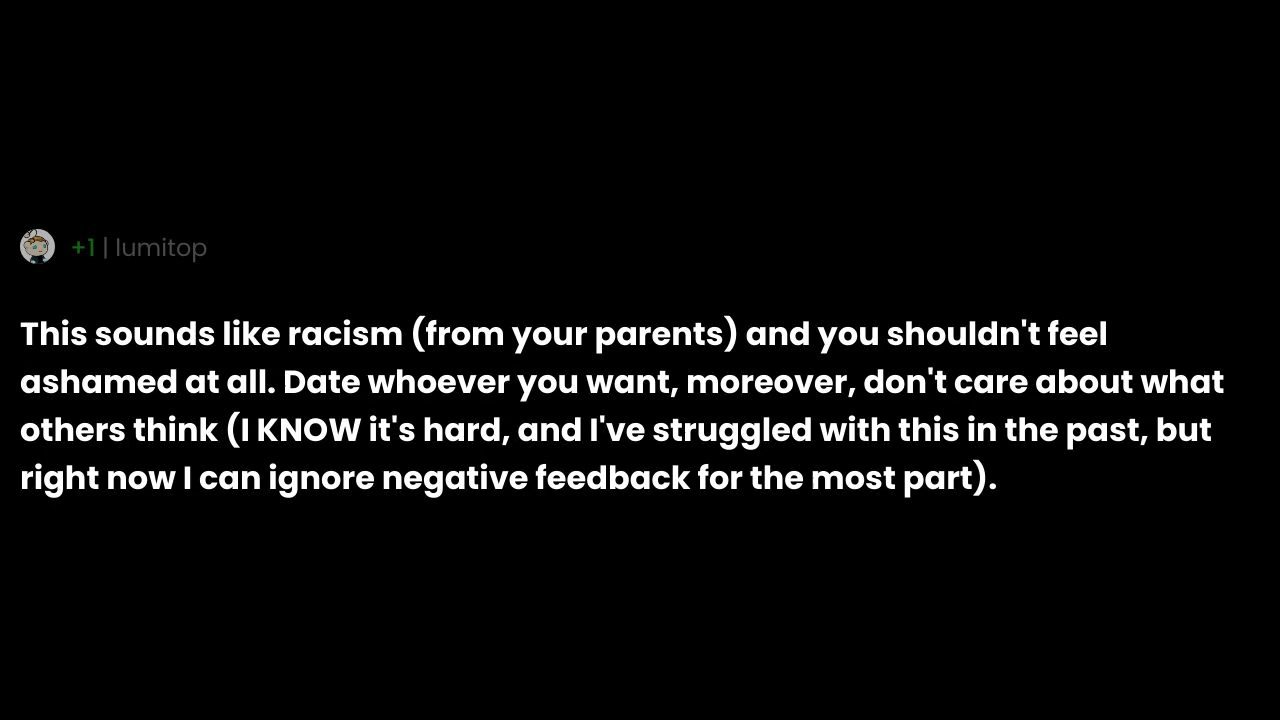 +1 | lumitop
This sounds like racism (from your parents) and you shouldn't feel
ashamed at all. Date whoever you want, moreover, don't care about what
others think (I KNOW it's hard, and I've struggled with this in the past, but
right now I can ignore negative feedback for the most part).